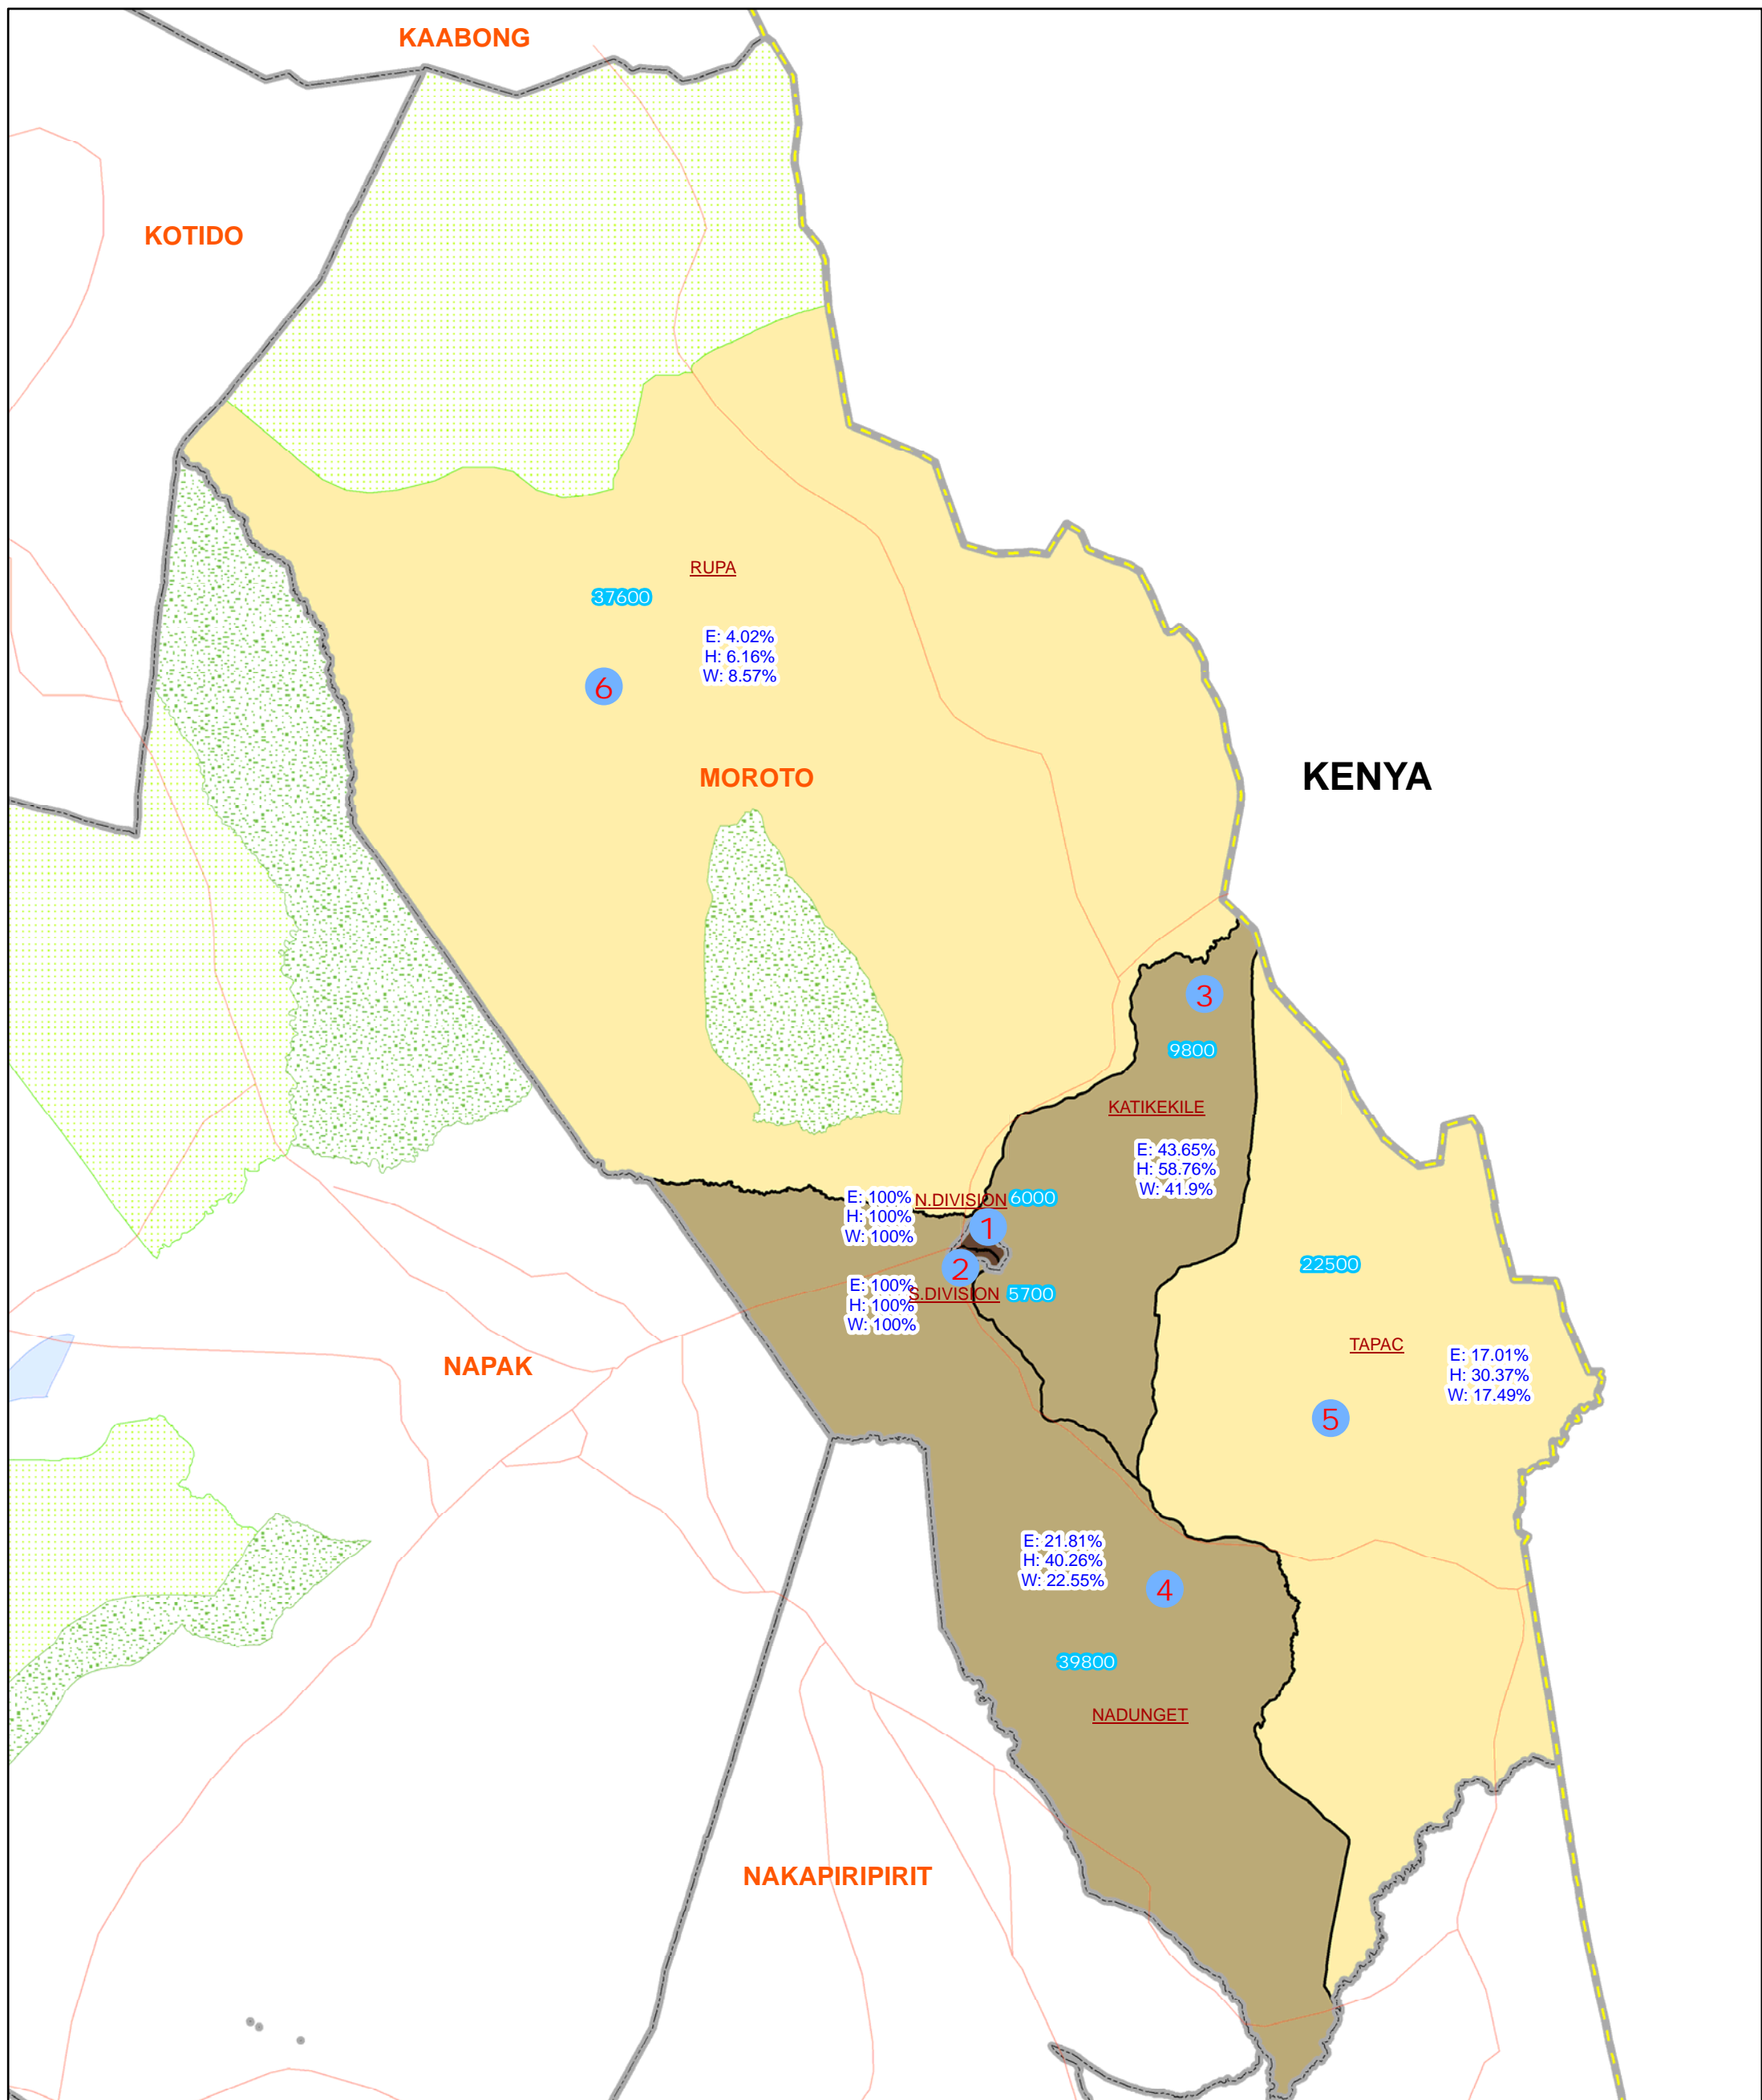 KAABONG
KOTIDO
RUPA
37600
E: 4.02%
H: 6.16%
W: 8.57%
6
MOROTO
KENYA
3
9800
KATIKEKILE
E: 43.65%
H: 58.76%
W: 41.9%
E: 100%
H: 100%
W: 100%
N.DIVISION
6000
1
2
E: 100%
H: 100%
W: 100%
S.DIVISION
5700
22500
TAPAC
E: 17.01%
H: 30.37%
W: 17.49%
5
NAPAK
E: 21.81%
H: 40.26%
W: 22.55%
4
39800
NADUNGET
NAKAPIRIPIRIT